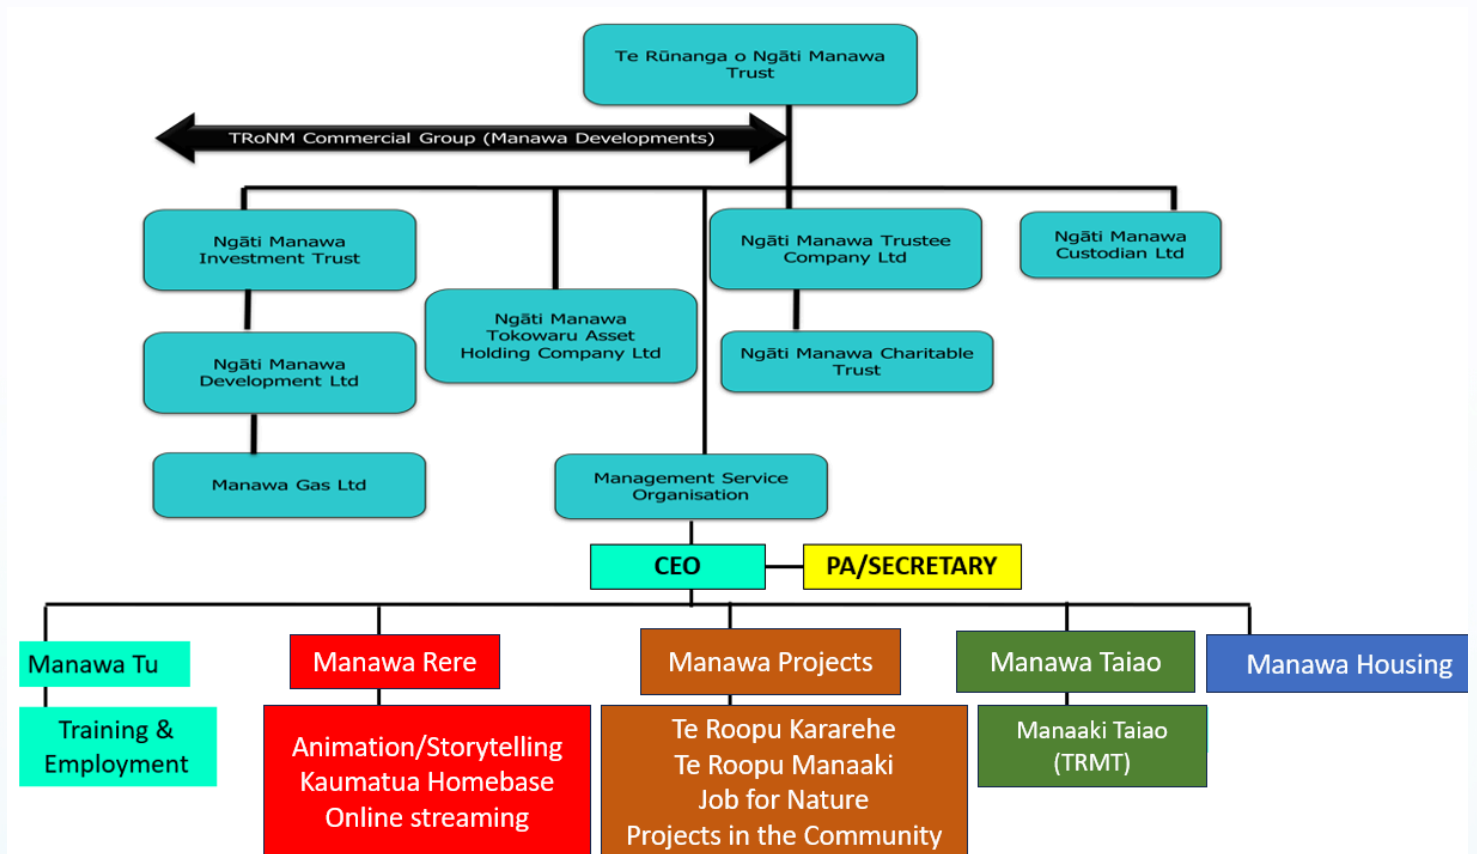 Te Rūnanga o Ngāti Manawa
Trust
TRoNM Commercial Group (Manawa Developments)
Ngāti Manawa
Investment Trust
Ngāti Manawa Trustee
Company Ltd
Ngāti Manawa
Custodian Ltd
Ngāti Manawa
Tokowaru Asset
Holding Company Ltd
Ngāti Manawa
Development Ltd
Ngāti Manawa Charitable
Trust
Manawa Gas Ltd
Management Service
Organisation
CEO
PA/SECRETARY
Manawa Tu
Manawa Rere
Manawa Projects
Manawa Taiao
Manawa Housing
Training &
Employment
Animation/Storytelling
Kaumatua Homebase
Online streaming
Te Roopu Kararehe
Te Roopu Manaaki
Job for Nature
Projects in the Community
Manaaki Taiao
(TRMT)